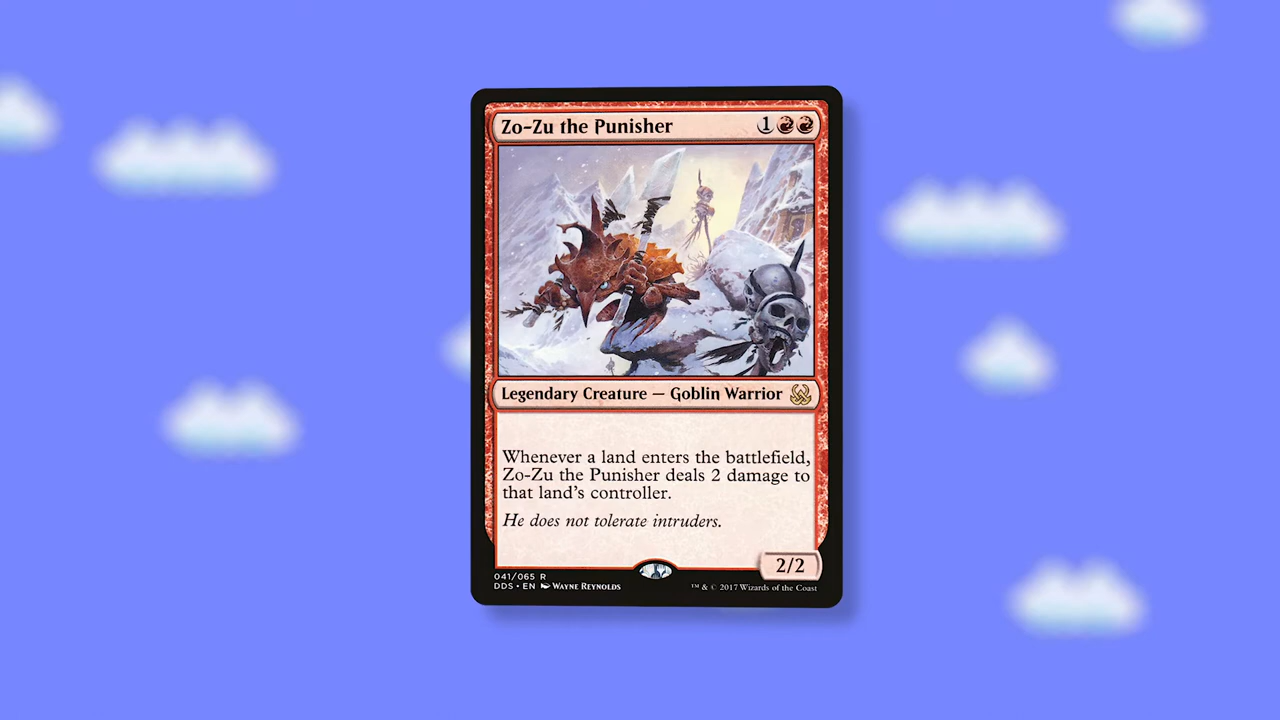 Zo-Zu the Punisher 1
Legendary Creature — Goblin Warrior
Whenever a land enters the battlefield,
Zo-Zu the Punisher deals 2 damage to
that land's controller.
He does not tolerate intruders.
2/2
041/065 R
DDS • EN Wayne Reynolds
™ & © 2017 Wizards of the Coast